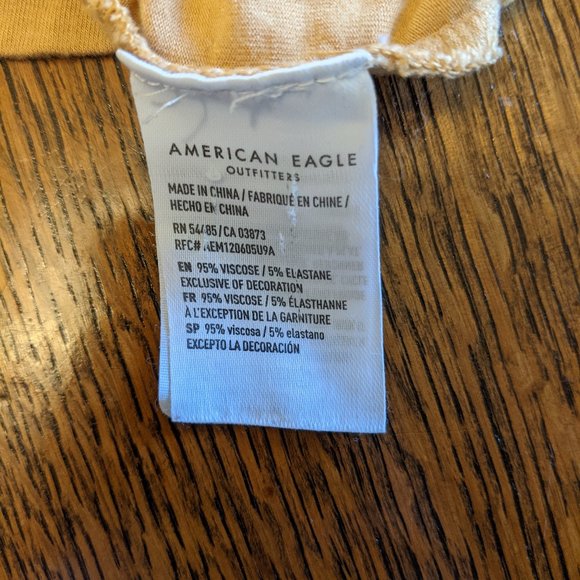 AMERICAN EAGLE
OUTFITTERS
MADE IN CHINA / FABRIQUÉ EN CHINE /
HECHO EN CHINA
RN 54485/CA 03873
RFC# AEM120605U9A
EN 95% VISCOSE / 5% ELASTANE
EXCLUSIVE OF DECORATION
FR 95% VISCOSE / 5% ÉLASTHANNE
À L'EXCEPTION DE LA GARNITURE
SP 95% viscosa / 5% elastano
EXCEPTO LA DECORACIÓN